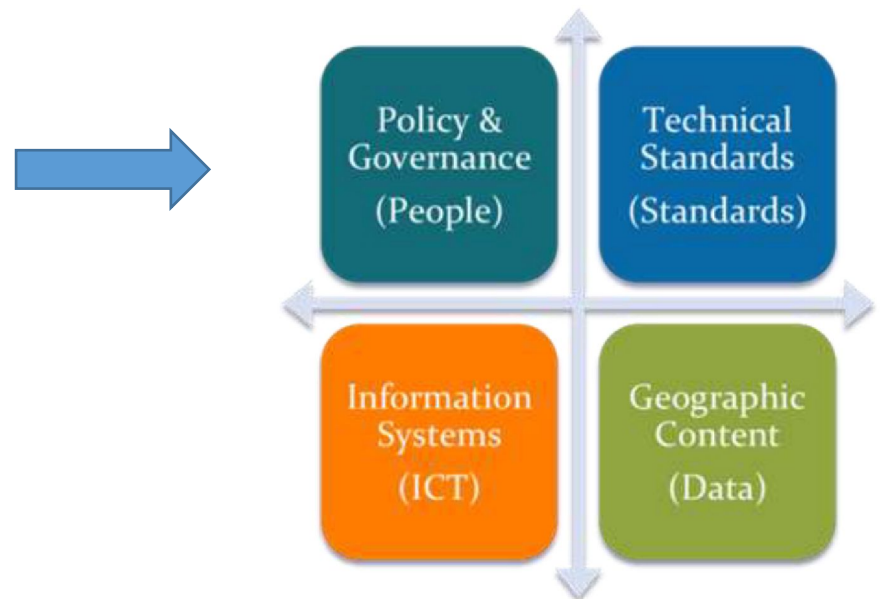 Policy &
Governance
(People)
Technical
Standards
(Standards)
Information
Systems
(ICT)
Geographic
Content
(Data)